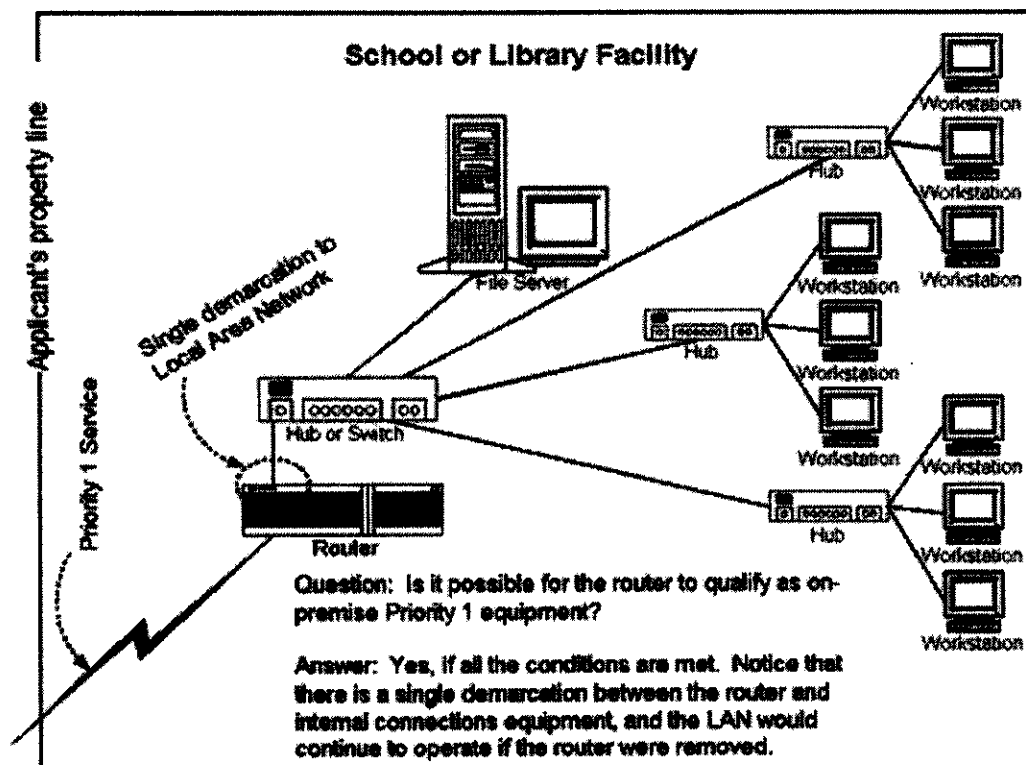 School or Library Facility
Applicant's property line
Single demarcation to
Local Area Network
Priority 1 Service
File Server
Hub
Workstation
Workstation
Workstation
Hub
Workstation
Workstation
Workstation
Hub or Switch
Hub
Workstation
Workstation
Workstation
Router
Question: Is it possible for the router to qualify as on-
premise Priority 1 equipment?
Answer: Yes, if all the conditions are met. Notice that
there is a single demarcation between the router and
internal connections equipment, and the LAN would
continue to operate if the router were removed.